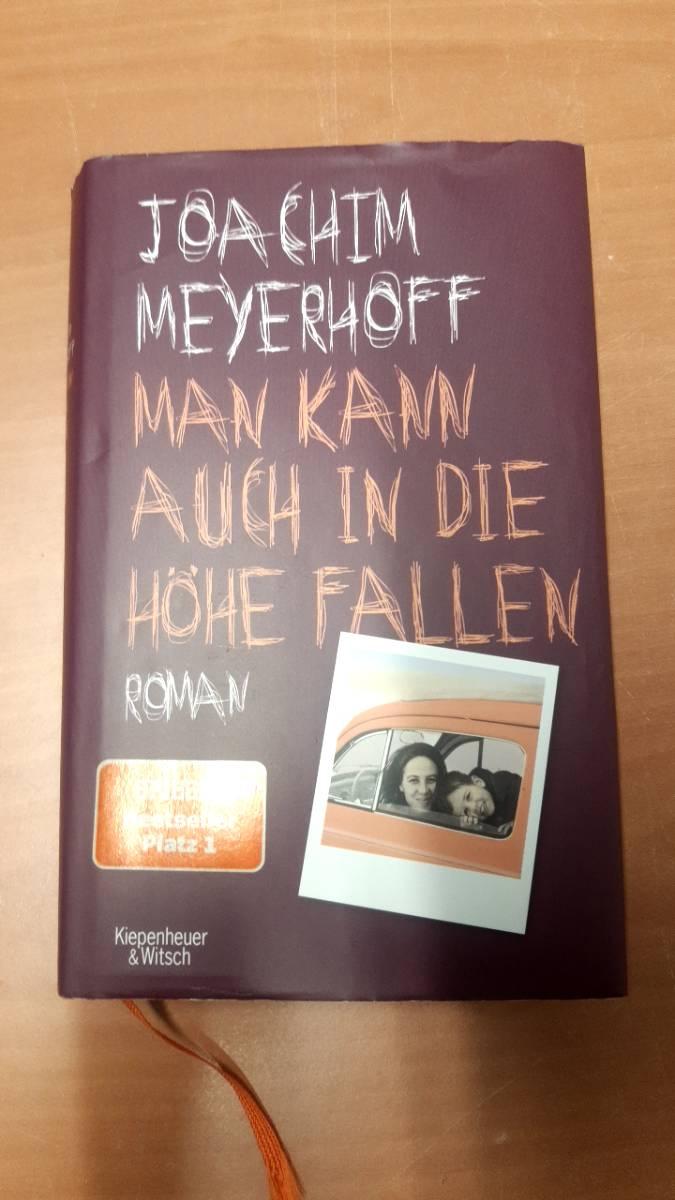 JOACHIM
MEYERHOFF
MAN KANN
AUCH IN DIE
HÖHE FALLEN
ROMAN
Bestseller
Platz 1
Kiepenheuer
& Witsch